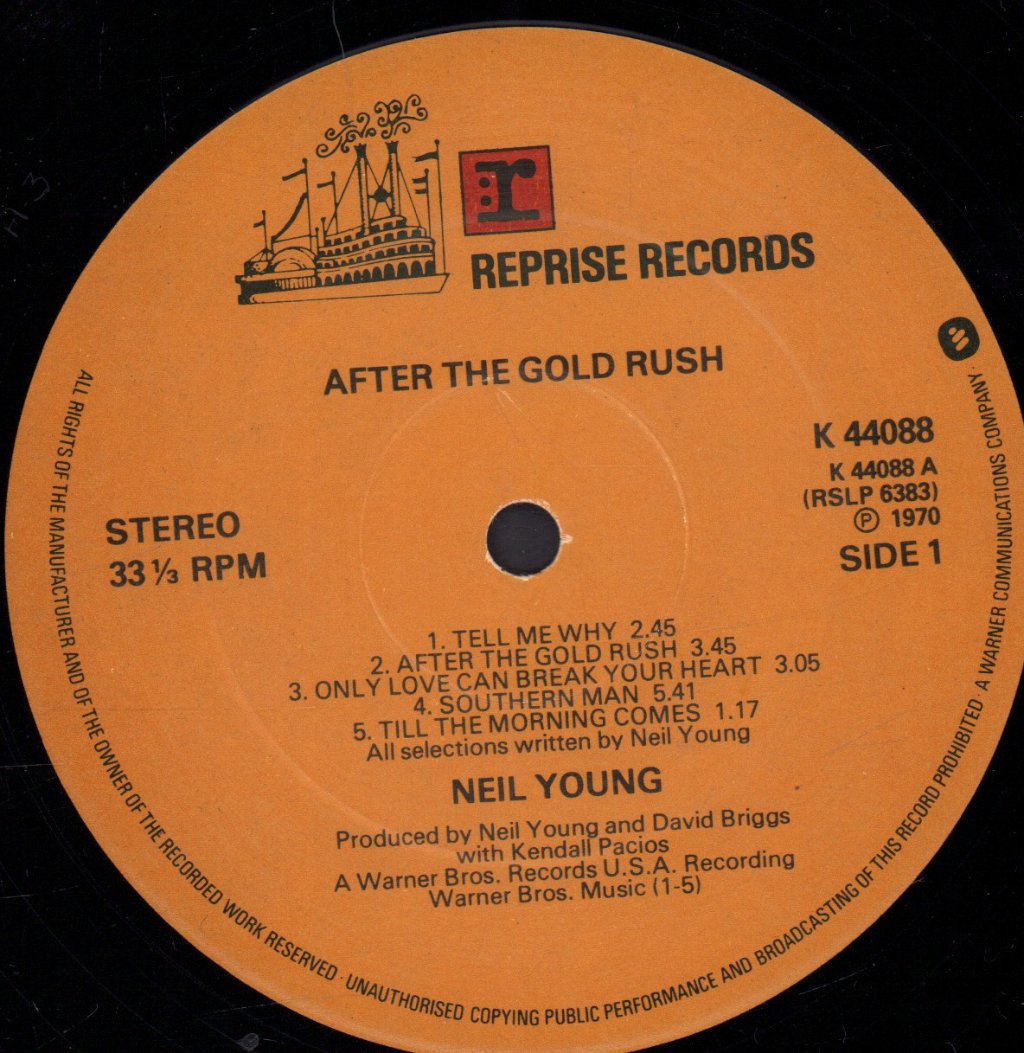 r
REPRISE RECORDS
AFTER THE GOLD RUSH
K 44088
K 44088 A
(RSLP 6383)
Ⓟ 1970
SIDE 1
STEREO
33 ⅓ RPM
1. TELL ME WHY 2.45
2. AFTER THE GOLD RUSH 3.45
3. ONLY LOVE CAN BREAK YOUR HEART 3.05
4. SOUTHERN MAN 5.41
5. TILL THE MORNING COMES 1.17
All selections written by Neil Young
NEIL YOUNG
Produced by Neil Young and David Briggs
with Kendall Pacios
A Warner Bros. Records U.S.A. Recording
Warner Bros. Music (1-5)
ALL RIGHTS OF THE MANUFACTURER AND OF THE OWNER OF THE RECORDED WORK RESERVED · UNAUTHORISED COPYING PUBLIC PERFORMANCE AND BROADCASTING OF THIS RECORD PROHIBITED · A WARNER COMMUNICATIONS COMPANY ·